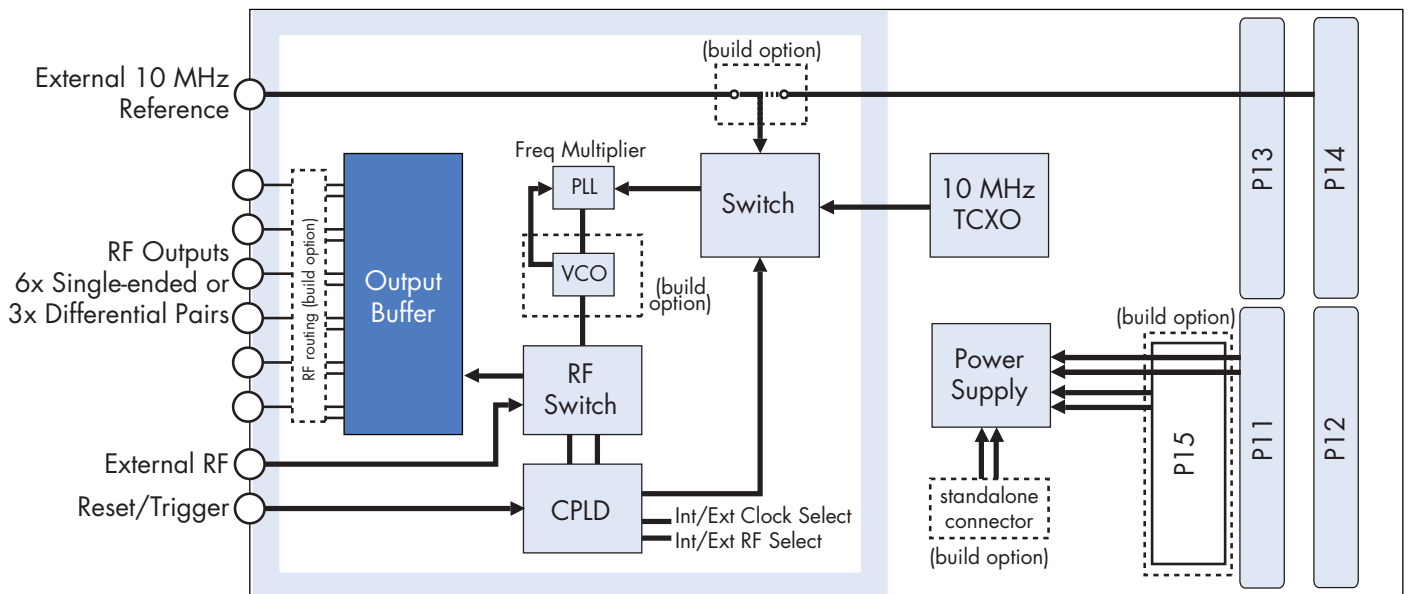 (build option)
External 10 MHz
Reference
Freq Multiplier
PLL
Switch
10 MHz
TCXO
P13
P14
RF Outputs
6x Single-ended or
3x Differential Pairs
RF routing (build option)
Output
Buffer
VCO
(build
option)
RF
Switch
External RF
Reset/Trigger
CPLD
Int/Ext Clock Select
Int/Ext RF Select
(build option)
Power
Supply
standalone
connector
(build option)
P15
P11
P12